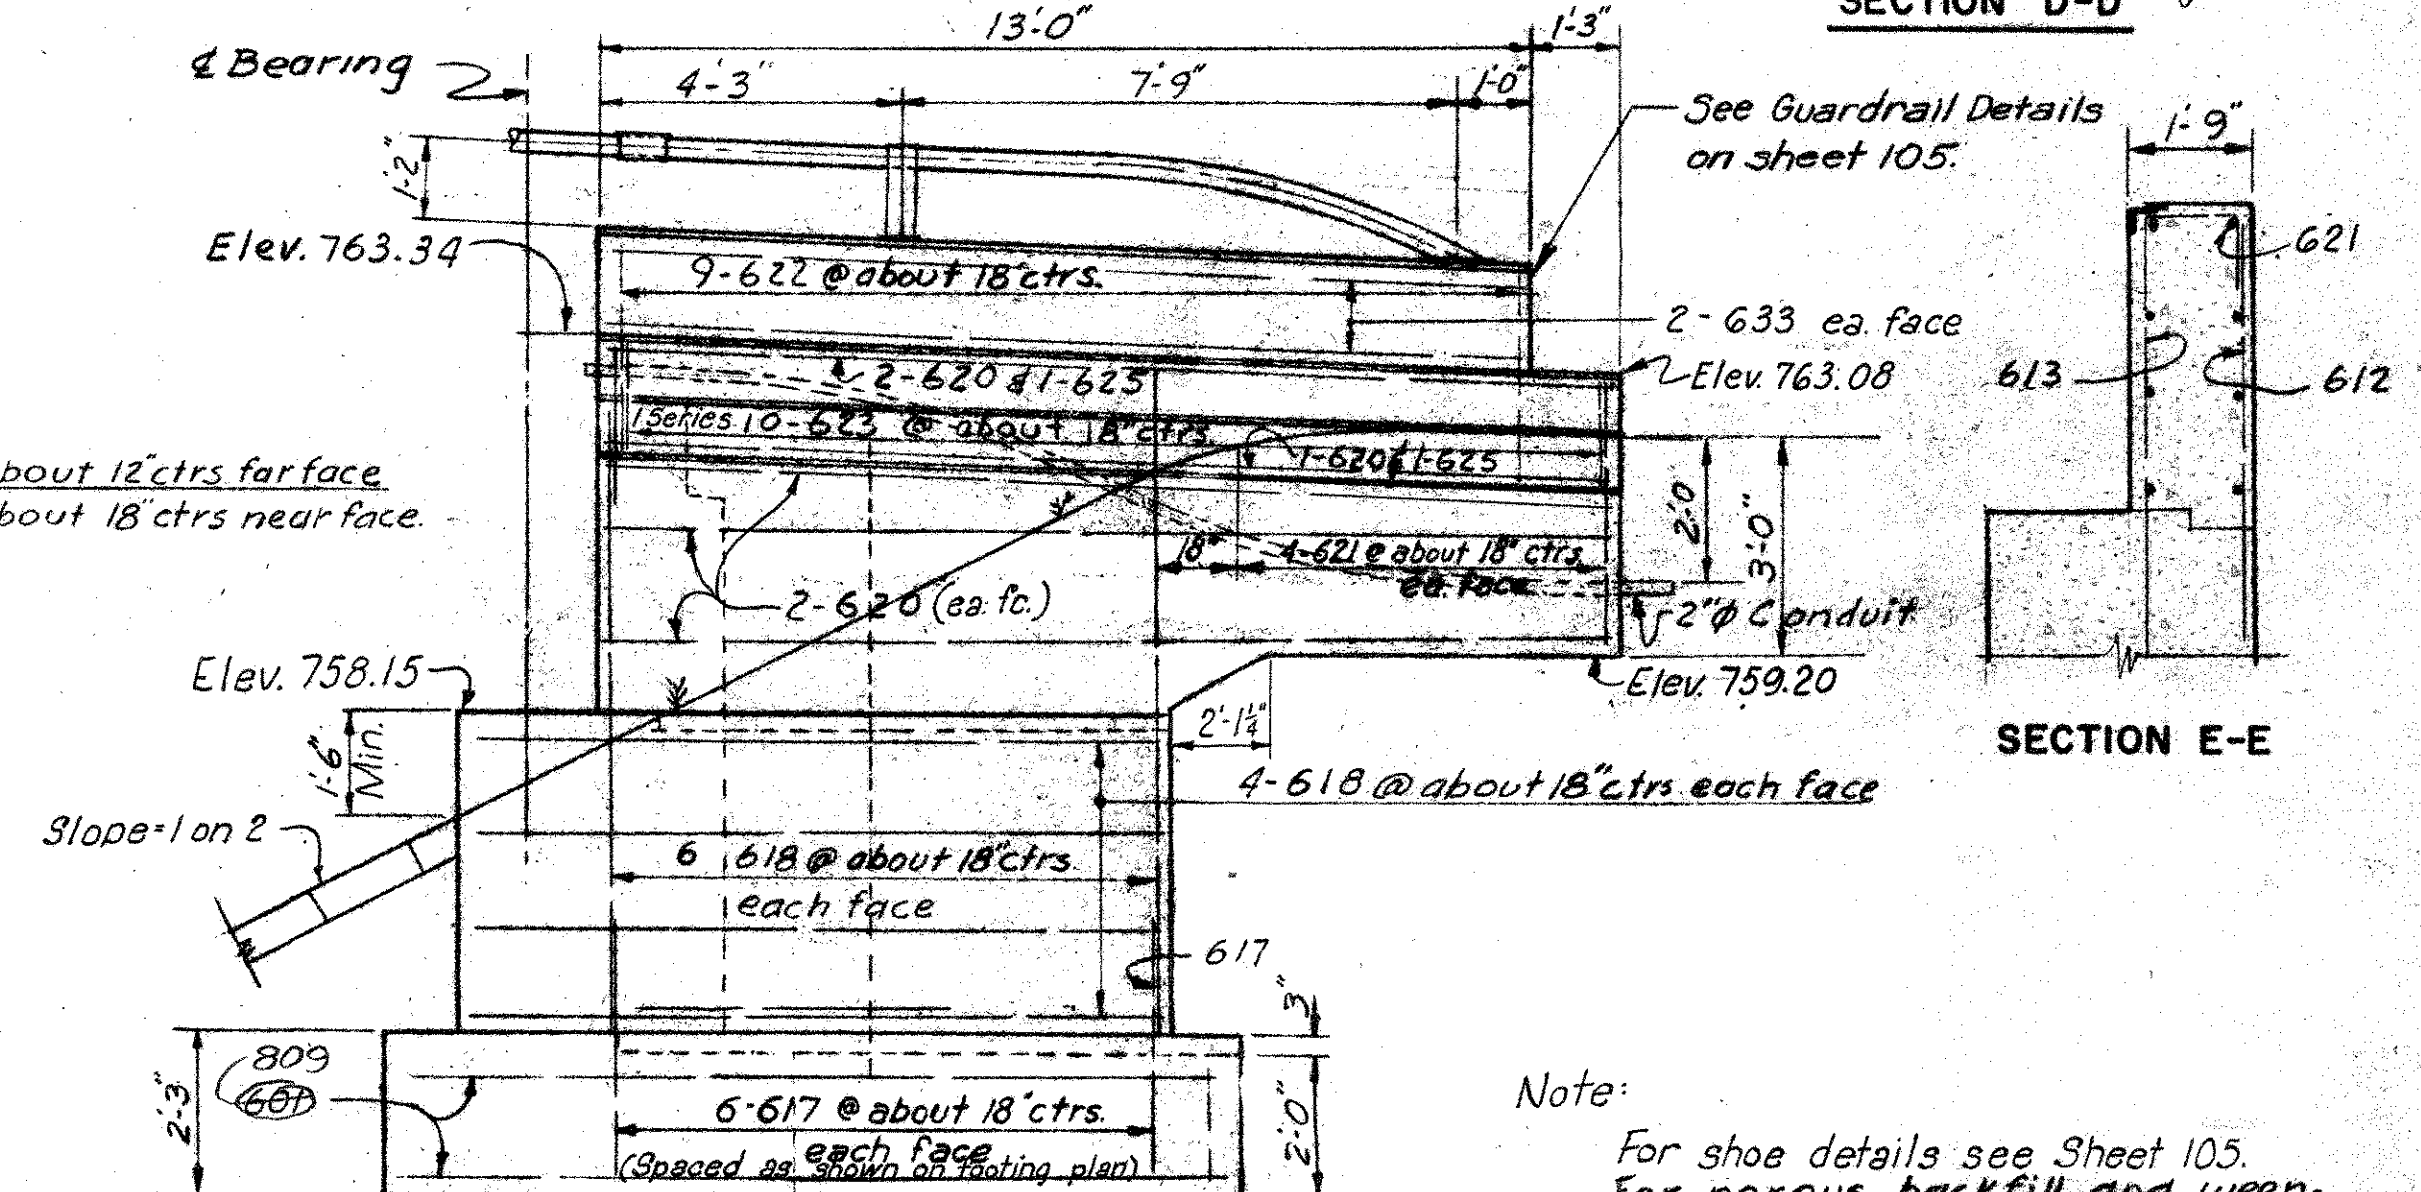 SECTION D-D
13'-0"
1'-3"
℄ Bearing
4'-3"
7'-9"
1'-0"
See Guardrail Details
on sheet 105.
1'-9"
1'-2"
Elev. 763.34
9-622 @ about 18" ctrs.
621
2-633 ea. face
Elev. 763.08
2-620 & 1-625
613
612
1 Series 10-623 @ about 18" ctrs.
1-620 & 1-625
bout 12" ctrs far face
bout 18" ctrs near face.
2'-0
3'-0"
18"
4-621 @ about 18" ctrs.
ea. face
2-620 (ea. fc.)
2" φ Conduit
Elev. 758.15
Elev. 759.20
2'-1¼"
SECTION E-E
1'-6"
Min.
4-618 @ about 18" ctrs each face
Slope=1 on 2
6 618 @ about 18" ctrs.
each face
617
3"
809
601
2'-3"
6-617 @ about 18" ctrs.
each face
(Spaced as shown on footing plan)
2'-0"
Note:
For shoe details see Sheet 105.
For porous backfill and weep-